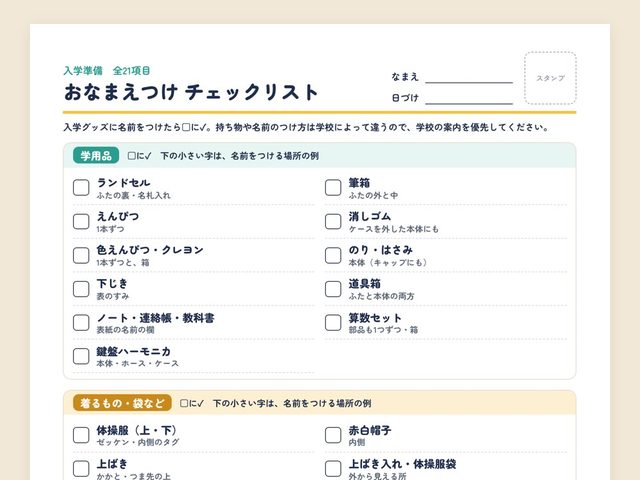 入学準備　全21項目
おなまえつけ チェックリスト
なまえ
日づけ
スタンプ
入学グッズに名前をつけたら□に✓。持ち物や名前のつけ方は学校によって違うので、学校の案内を優先してください。
学用品　□に✓　下の小さい字は、名前をつける場所の例
ランドセル
ふたの裏・名札入れ
筆箱
ふたの外と中
えんぴつ
1本ずつ
消しゴム
ケースを外した本体にも
色えんぴつ・クレヨン
1本ずつと、箱
のり・はさみ
本体（キャップにも）
下じき
表のすみ
道具箱
ふたと本体の両方
ノート・連絡帳・教科書
表紙の名前の欄
算数セット
部品も1つずつ・箱
鍵盤ハーモニカ
本体・ホース・ケース
着るもの・袋など　□に✓　下の小さい字は、名前をつける場所の例
体操服（上・下）
ゼッケン・内側のタグ
赤白帽子
内側
上ばき
かかと・つま先の上
上ばき入れ・体操服袋
外から見える所